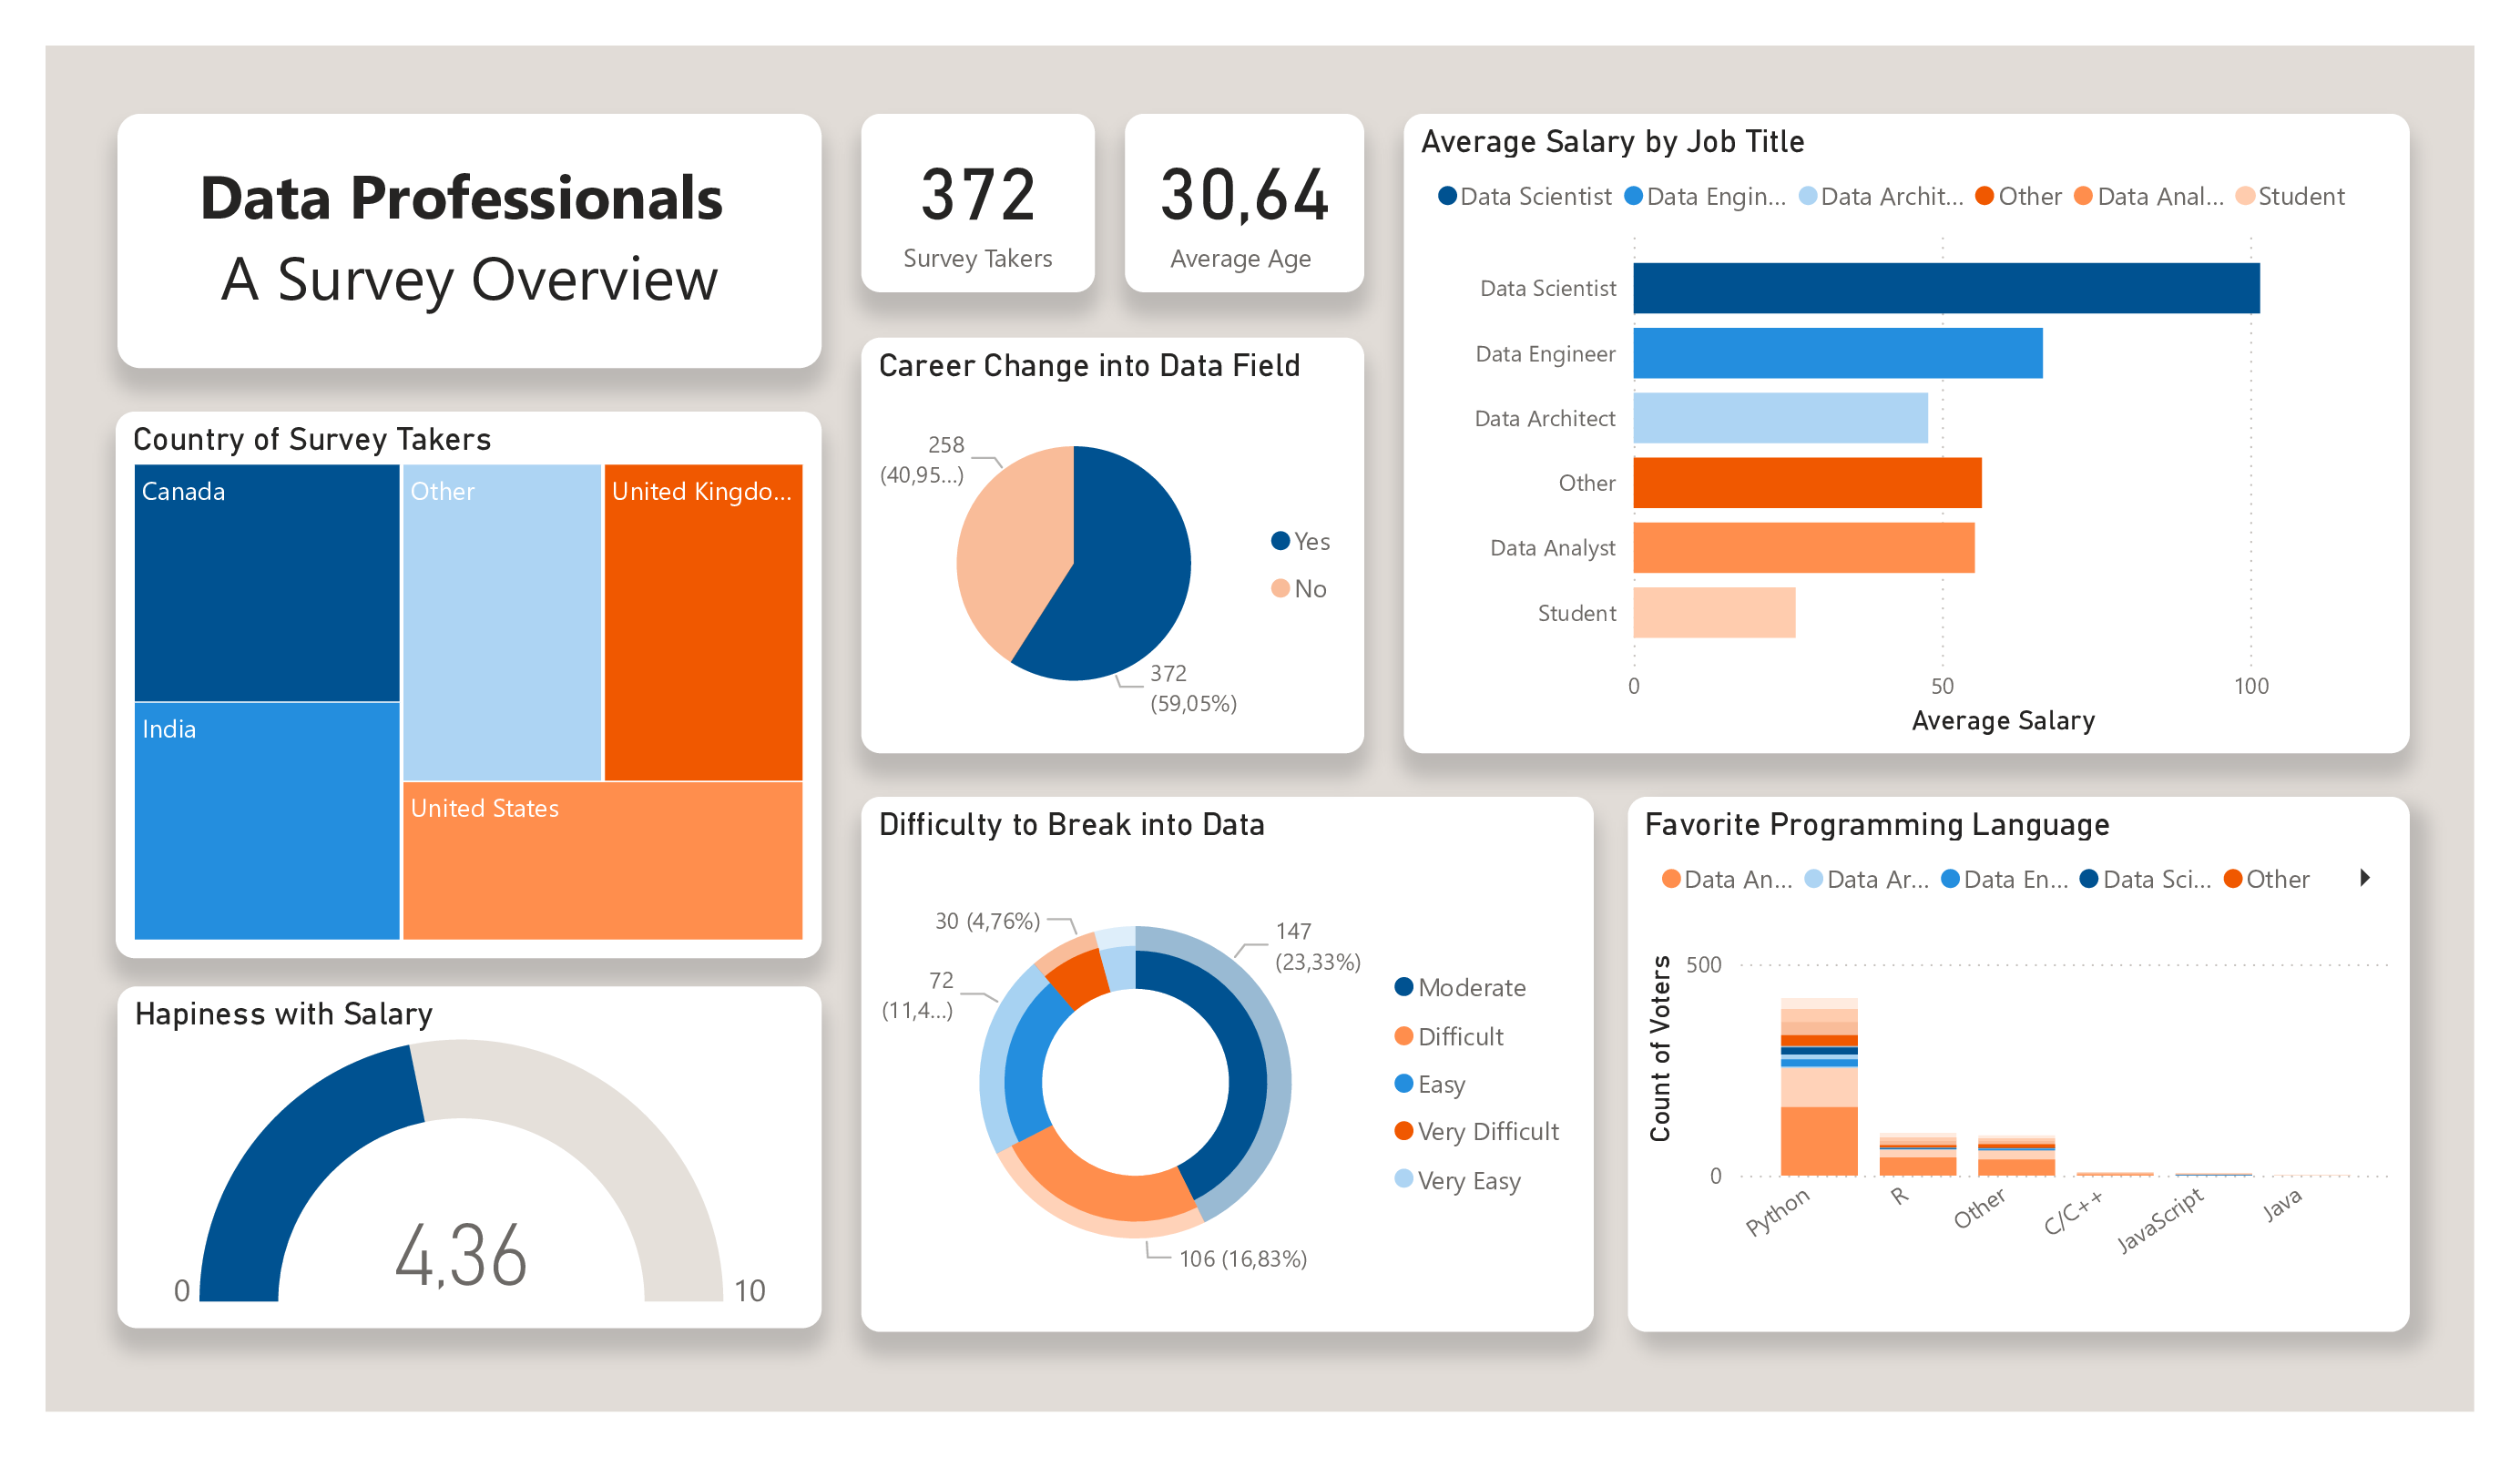 Data Professionals
A Survey Overview
372
Survey Takers
30,64
Average Age
Average Salary by Job Title
Data Scientist
Data Engin...
Data Archit...
Other
Data Anal...
Student
Data Scientist
Data Engineer
Data Architect
Other
Data Analyst
Student
0
50
100
Average Salary
Career Change into Data Field
258
(40,95...)
372
(59,05%)
Yes
No
Country of Survey Takers
Canada
Other
United Kingdo...
India
United States
Hapiness with Salary
0
4,36
10
Difficulty to Break into Data
30 (4,76%)
147
(23,33%)
72
(11,4...)
106 (16,83%)
Moderate
Difficult
Easy
Very Difficult
Very Easy
Favorite Programming Language
Data An...
Data Ar...
Data En...
Data Sci...
Other
Count of Voters
500
0
Python
R
Other
C/C++
JavaScript
Java